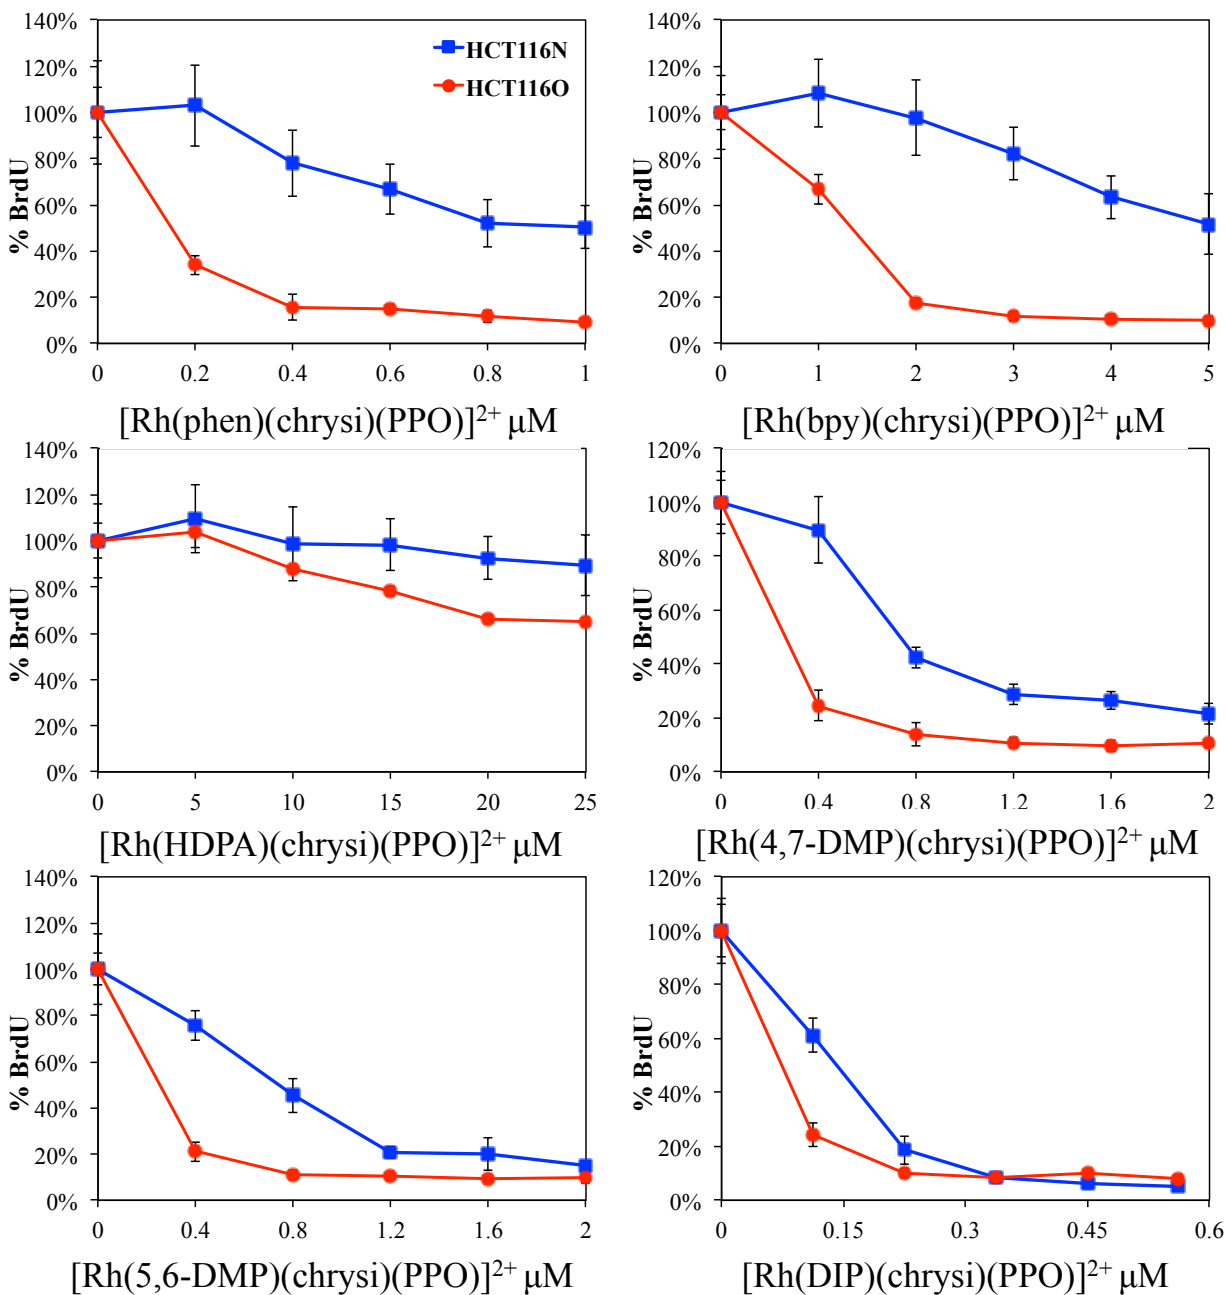 140%
120%
100%
80%
60%
40%
20%
0%
% BrdU
HCT116N
HCT116O
0 0.2 0.4 0.6 0.8 1
[Rh(phen)(chrysi)(PPO)]²⁺ μM
140%
120%
100%
80%
60%
40%
20%
0%
% BrdU
0 1 2 3 4 5
[Rh(bpy)(chrysi)(PPO)]²⁺ μM
140%
120%
100%
80%
60%
40%
20%
0%
% BrdU
0 5 10 15 20 25
[Rh(HDPA)(chrysi)(PPO)]²⁺ μM
120%
100%
80%
60%
40%
20%
0%
% BrdU
0 0.4 0.8 1.2 1.6 2
[Rh(4,7-DMP)(chrysi)(PPO)]²⁺ μM
140%
120%
100%
80%
60%
40%
20%
0%
% BrdU
0 0.4 0.8 1.2 1.6 2
[Rh(5,6-DMP)(chrysi)(PPO)]²⁺ μM
120%
100%
80%
60%
40%
20%
0%
% BrdU
0 0.15 0.3 0.45 0.6
[Rh(DIP)(chrysi)(PPO)]²⁺ μM